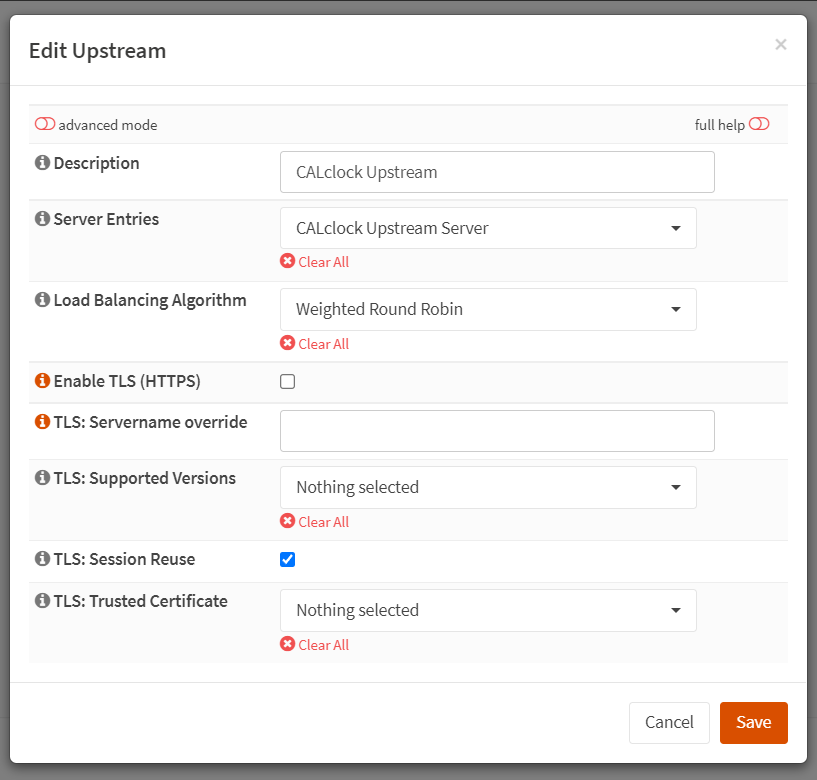 Edit Upstream
×
advanced mode
full help
Description
CALclock Upstream
Server Entries
CALclock Upstream Server
Clear All
Load Balancing Algorithm
Weighted Round Robin
Clear All
Enable TLS (HTTPS)
TLS: Servername override
TLS: Supported Versions
Nothing selected
Clear All
TLS: Session Reuse
TLS: Trusted Certificate
Nothing selected
Clear All
Cancel
Save